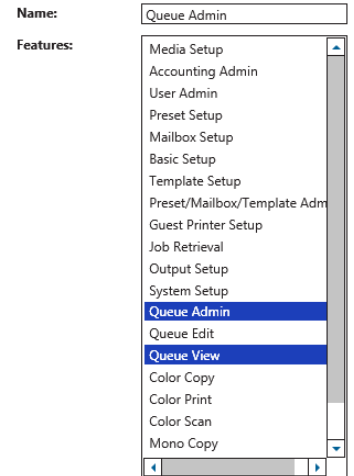 Name:
Queue Admin
Features:
Media Setup
Accounting Admin
User Admin
Preset Setup
Mailbox Setup
Basic Setup
Template Setup
Preset/Mailbox/Template Adm
Guest Printer Setup
Job Retrieval
Output Setup
System Setup
Queue Admin
Queue Edit
Queue View
Color Copy
Color Print
Color Scan
Mono Copy